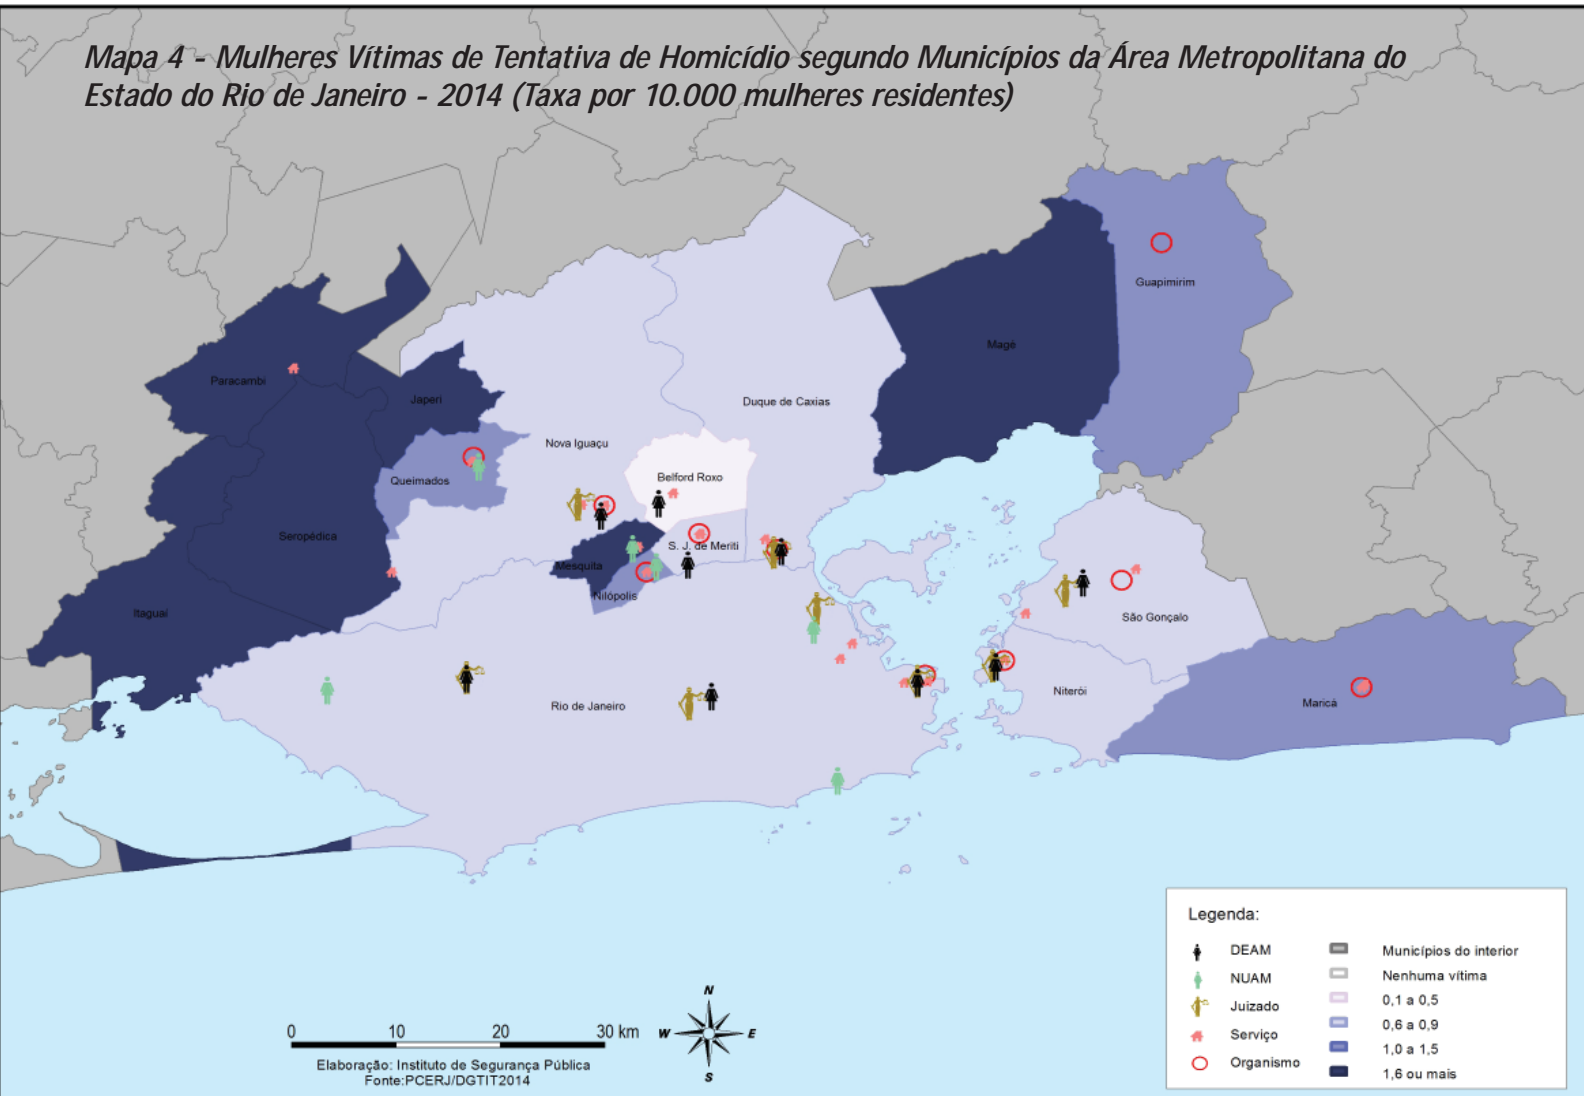 Mapa 4 - Mulheres Vítimas de Tentativa de Homicídio segundo Municípios da Área Metropolitana do
Estado do Rio de Janeiro - 2014 (Taxa por 10.000 mulheres residentes)
Guapimirim
Magé
Paracambi
Japeri
Duque de Caxias
Nova Iguaçu
Queimados
Belford Roxo
Seropédica
S. J. de Meriti
Mesquita
Nilópolis
Itaguaí
São Gonçalo
Niterói
Maricá
Rio de Janeiro
Legenda:
DEAM
NUAM
Juizado
Serviço
Organismo
Municípios do interior
Nenhuma vítima
0,1 a 0,5
0,6 a 0,9
1,0 a 1,5
1,6 ou mais
N
W
E
S
0 10 20 30 km
Elaboração: Instituto de Segurança Pública
Fonte:PCERJ/DGTIT2014